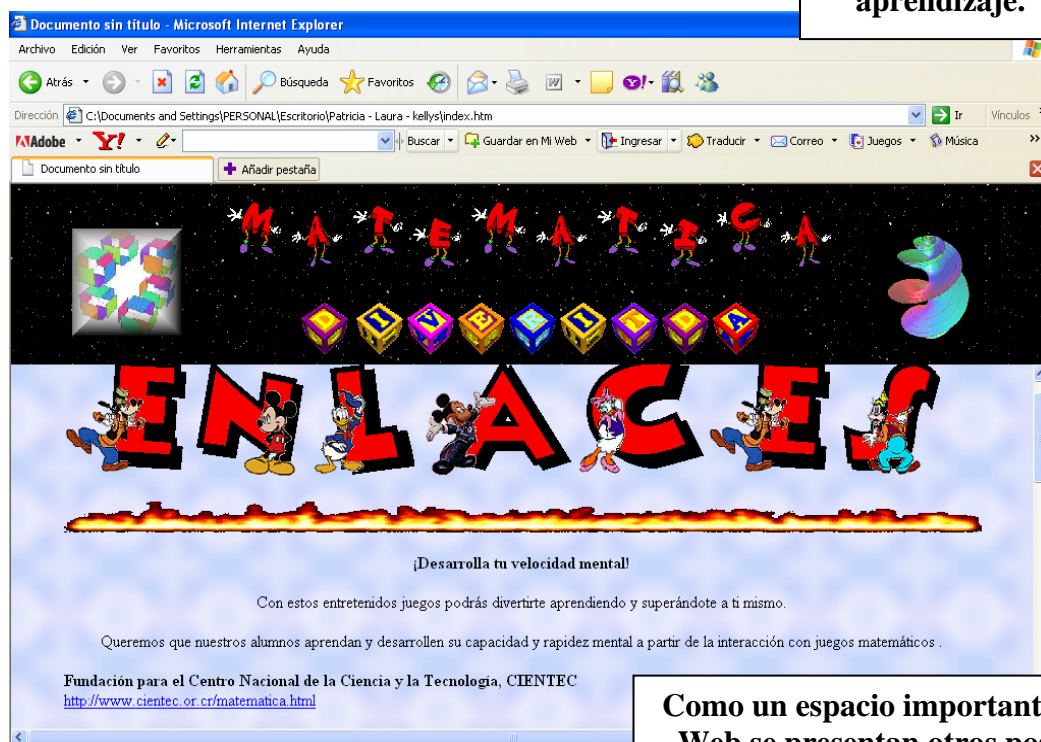 aprendizaje.
Documento sin título - Microsoft Internet Explorer
Archivo Edición Ver Favoritos Herramientas Ayuda
Atrás Búsqueda Favoritos
Dirección C:\Documents and Settings\PERSONAL\Escritorio\Patricia - Laura - kellys\index.htm Ir Vínculos
Adobe Y! Buscar Guardar en Mi Web Ingresar Traducir Correo Juegos Música »
Documento sin título Añadir pestaña
MATEMATICA
DIVERTIDA
ENLACES
¡Desarrolla tu velocidad mental!
Con estos entretenidos juegos podrás divertirte aprendiendo y superándote a ti mismo.
Queremos que nuestros alumnos aprendan y desarrollen su capacidad y rapidez mental a partir de la interacción con juegos matemáticos .
Fundación para el Centro Nacional de la Ciencia y la Tecnología, CIENTEC
http://www.cientec.or.cr/matematica.html
Como un espacio important
Web se presentan otros